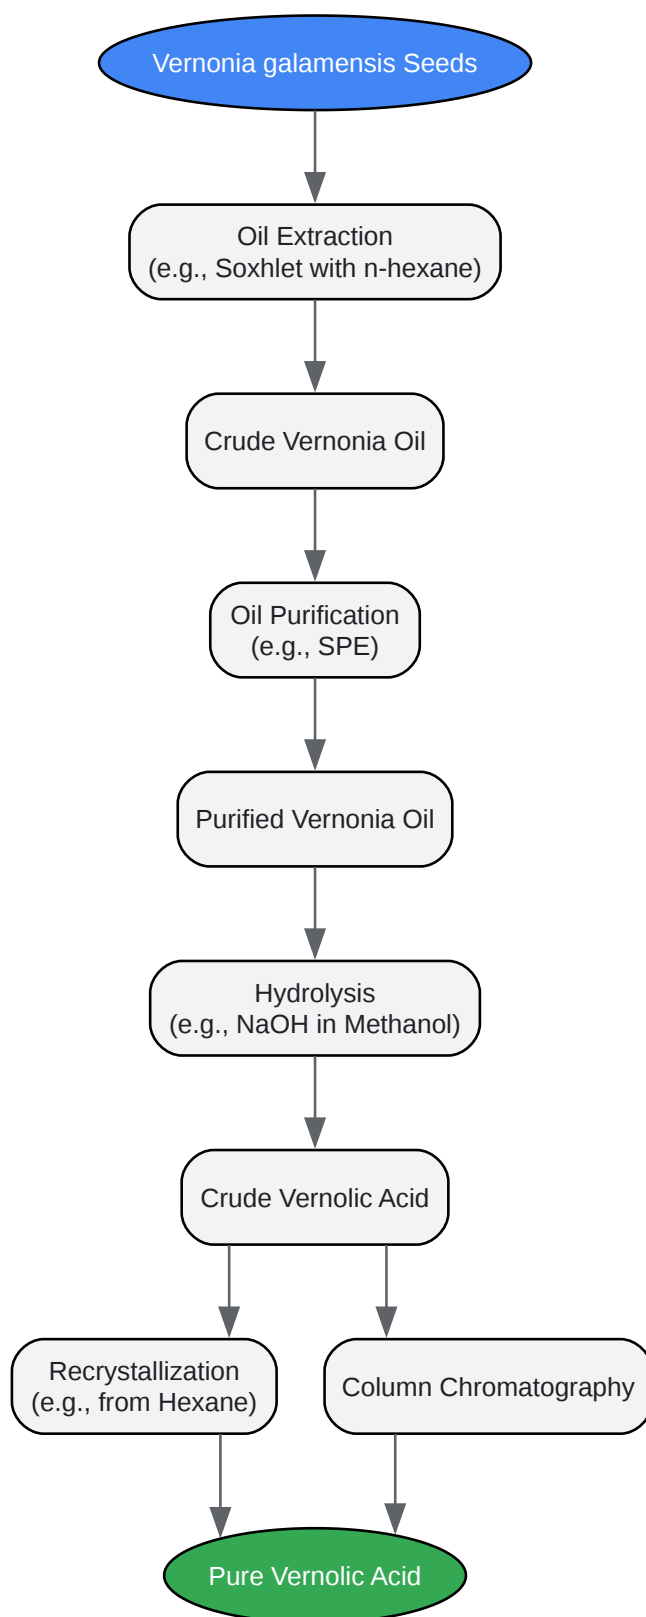 Vernonia galamensis Seeds
Oil Extraction
(e.g., Soxhlet with n-hexane)
Crude Vernonia Oil
Oil Purification
(e.g., SPE)
Purified Vernonia Oil
Hydrolysis
(e.g., NaOH in Methanol)
Crude Vernolic Acid
Recrystallization
(e.g., from Hexane)
Column Chromatography
Pure Vernolic Acid